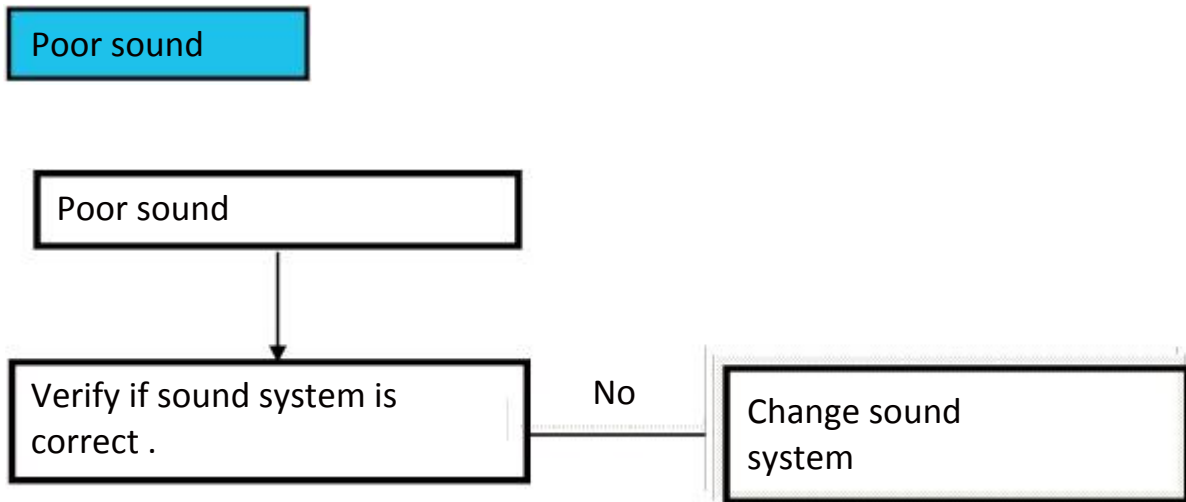 Poor sound
Poor sound
Verify if sound system is
correct .
No
Change sound
system